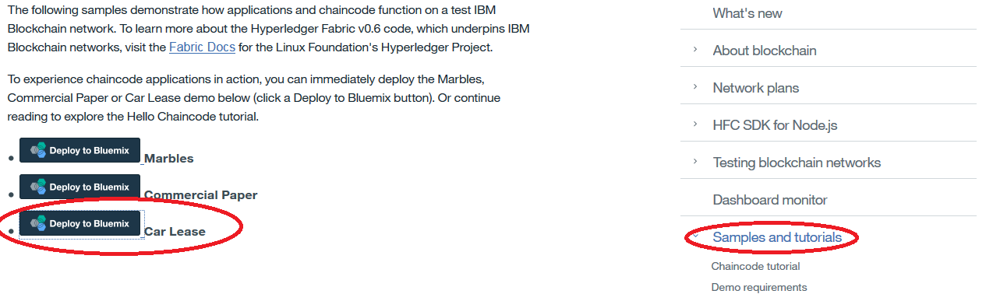 The following samples demonstrate how applications and chaincode function on a test IBM
Blockchain network. To learn more about the Hyperledger Fabric v0.6 code, which underpins IBM
Blockchain networks, visit the Fabric Docs for the Linux Foundation's Hyperledger Project.
To experience chaincode applications in action, you can immediately deploy the Marbles,
Commercial Paper or Car Lease demo below (click a Deploy to Bluemix button). Or continue
reading to explore the Hello Chaincode tutorial.
Deploy to Bluemix Marbles
Deploy to Bluemix Commercial Paper
Deploy to Bluemix Car Lease
What's new
About blockchain
Network plans
HFC SDK for Node.js
Testing blockchain networks
Dashboard monitor
Samples and tutorials
Chaincode tutorial
Demo requirements